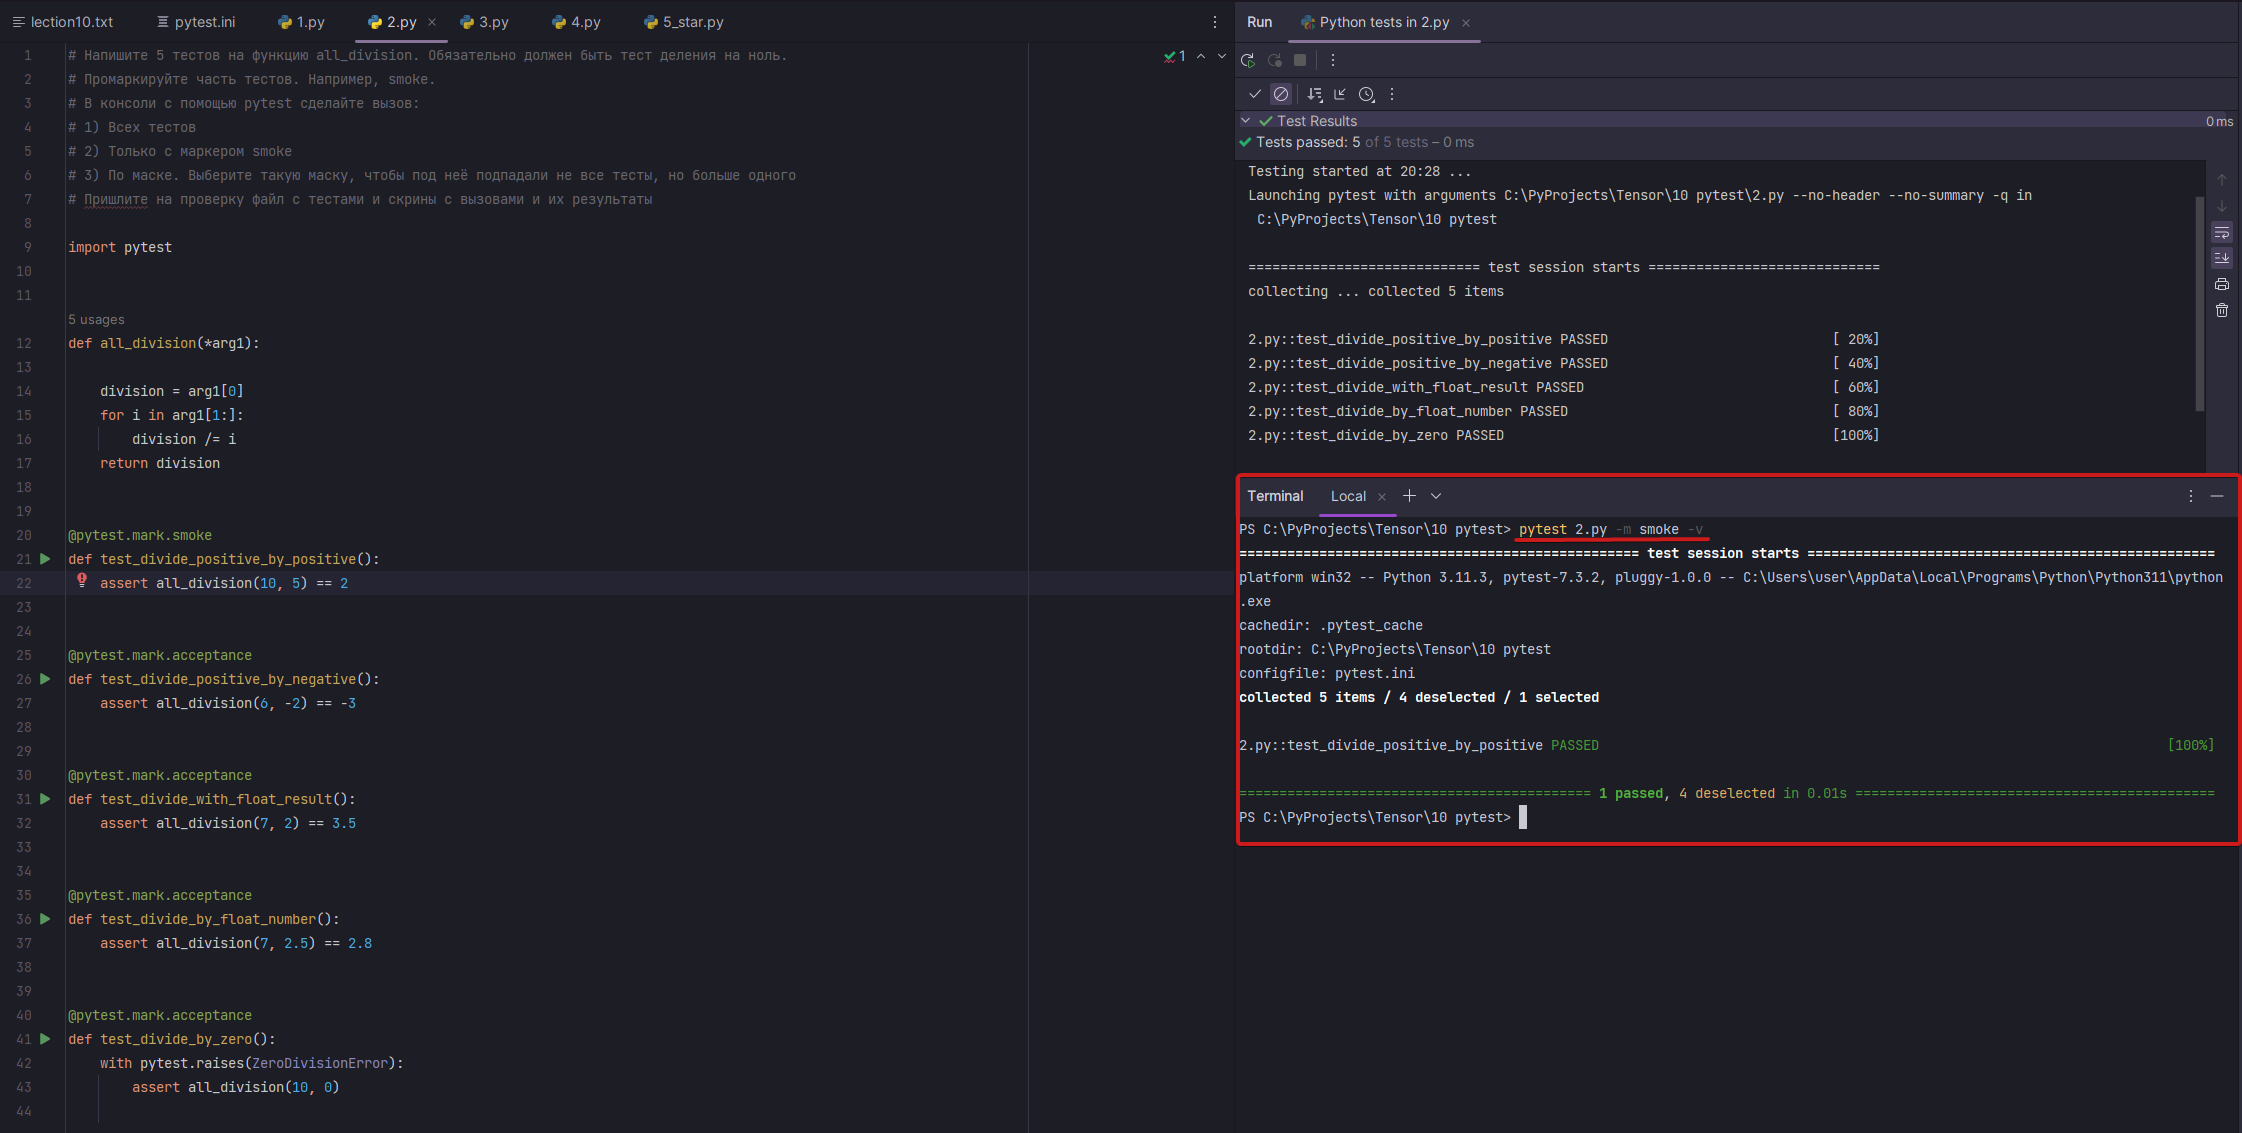 lection10.txt pytest.ini 1.py 2.py 3.py 4.py 5_star.py
1 # Напишите 5 тестов на функцию all_division. Обязательно должен быть тест деления на ноль.
1
2 # Промаркируйте часть тестов. Например, smoke.
3 # В консоли с помощью pytest сделайте вызов:
4 # 1) Всех тестов
5 # 2) Только с маркером smoke
6 # 3) По маске. Выберите такую маску, чтобы под неё подпадали не все тесты, но больше одного
7 # Пришлите на проверку файл с тестами и скрины с вызовами и их результаты
8
9 import pytest
10
11
5 usages
12 def all_division(*arg1):
13
14 division = arg1[0]
15 for i in arg1[1:]:
16 division /= i
17 return division
18
19
20 @pytest.mark.smoke
21 def test_divide_positive_by_positive():
22 assert all_division(10, 5) == 2
23
24
25 @pytest.mark.acceptance
26 def test_divide_positive_by_negative():
27 assert all_division(6, -2) == -3
28
29
30 @pytest.mark.acceptance
31 def test_divide_with_float_result():
32 assert all_division(7, 2) == 3.5
33
34
35 @pytest.mark.acceptance
36 def test_divide_by_float_number():
37 assert all_division(7, 2.5) == 2.8
38
39
40 @pytest.mark.acceptance
41 def test_divide_by_zero():
42 with pytest.raises(ZeroDivisionError):
43 assert all_division(10, 0)
44
Run Python tests in 2.py
Test Results 0 ms
Tests passed: 5 of 5 tests – 0 ms
Testing started at 20:28 ...
Launching pytest with arguments C:\PyProjects\Tensor\10 pytest\2.py --no-header --no-summary -q in
C:\PyProjects\Tensor\10 pytest
============================= test session starts =============================
collecting ... collected 5 items
2.py::test_divide_positive_by_positive PASSED [ 20%]
2.py::test_divide_positive_by_negative PASSED [ 40%]
2.py::test_divide_with_float_result PASSED [ 60%]
2.py::test_divide_by_float_number PASSED [ 80%]
2.py::test_divide_by_zero PASSED [100%]
Terminal Local
PS C:\PyProjects\Tensor\10 pytest> pytest 2.py -m smoke -v
================================================== test session starts ===================================================
platform win32 -- Python 3.11.3, pytest-7.3.2, pluggy-1.0.0 -- C:\Users\user\AppData\Local\Programs\Python\Python311\python
.exe
cachedir: .pytest_cache
rootdir: C:\PyProjects\Tensor\10 pytest
configfile: pytest.ini
collected 5 items / 4 deselected / 1 selected
2.py::test_divide_positive_by_positive PASSED [100%]
============================================ 1 passed, 4 deselected in 0.01s =============================================
PS C:\PyProjects\Tensor\10 pytest>